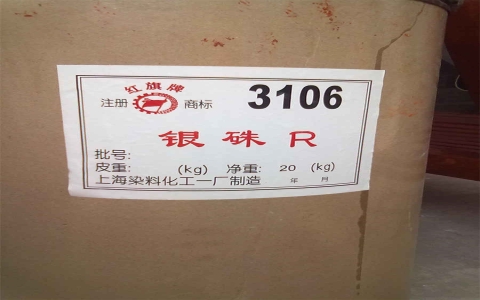 红旗牌
注册 商标 3106
银硃 R
批号:
皮重: (kg) 净重: 20 (kg)
上海染料化工一厂制造 年 月